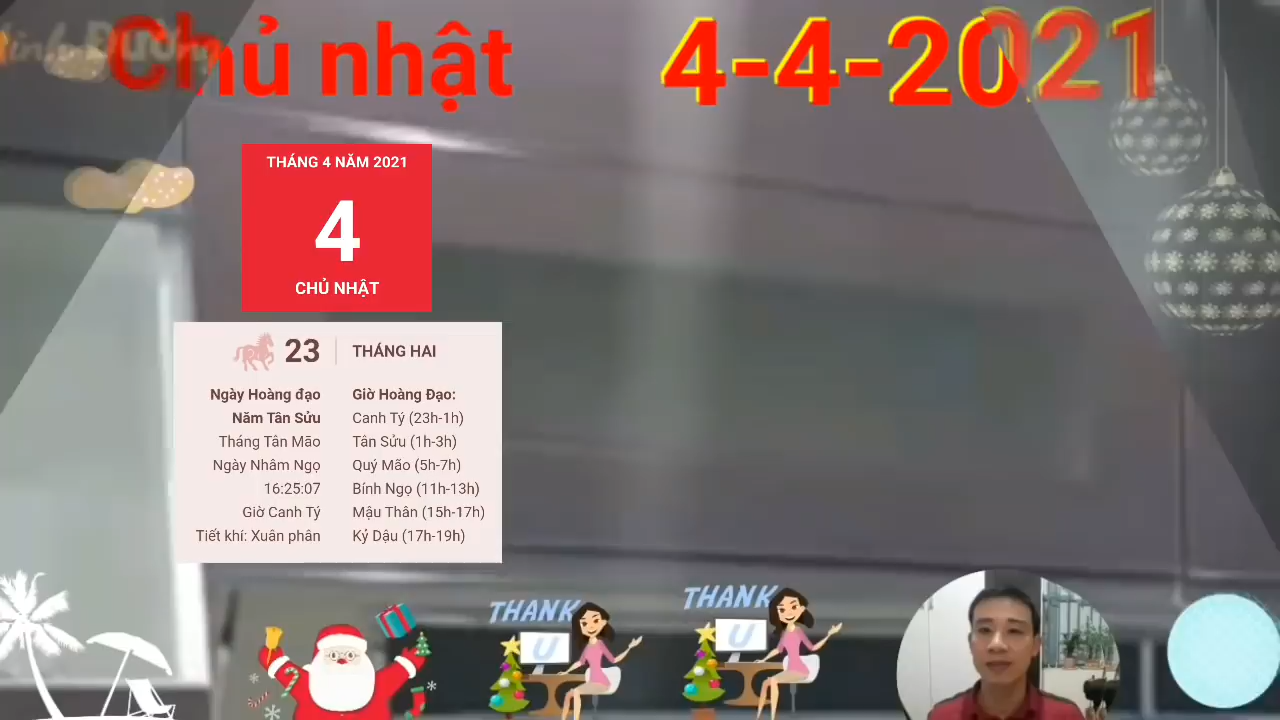 Chủ nhật 4-4-2021
THÁNG 4 NĂM 2021
4
CHỦ NHẬT
23 THÁNG HAI
Ngày Hoàng đạo
Năm Tân Sửu
Tháng Tân Mão
Ngày Nhâm Ngọ
16:25:07
Giờ Canh Tý
Tiết khí: Xuân phân
Giờ Hoàng Đạo:
Canh Tý (23h-1h)
Tân Sửu (1h-3h)
Quý Mão (5h-7h)
Bính Ngọ (11h-13h)
Mậu Thân (15h-17h)
Kỷ Dậu (17h-19h)
THANK
U
THANK
U